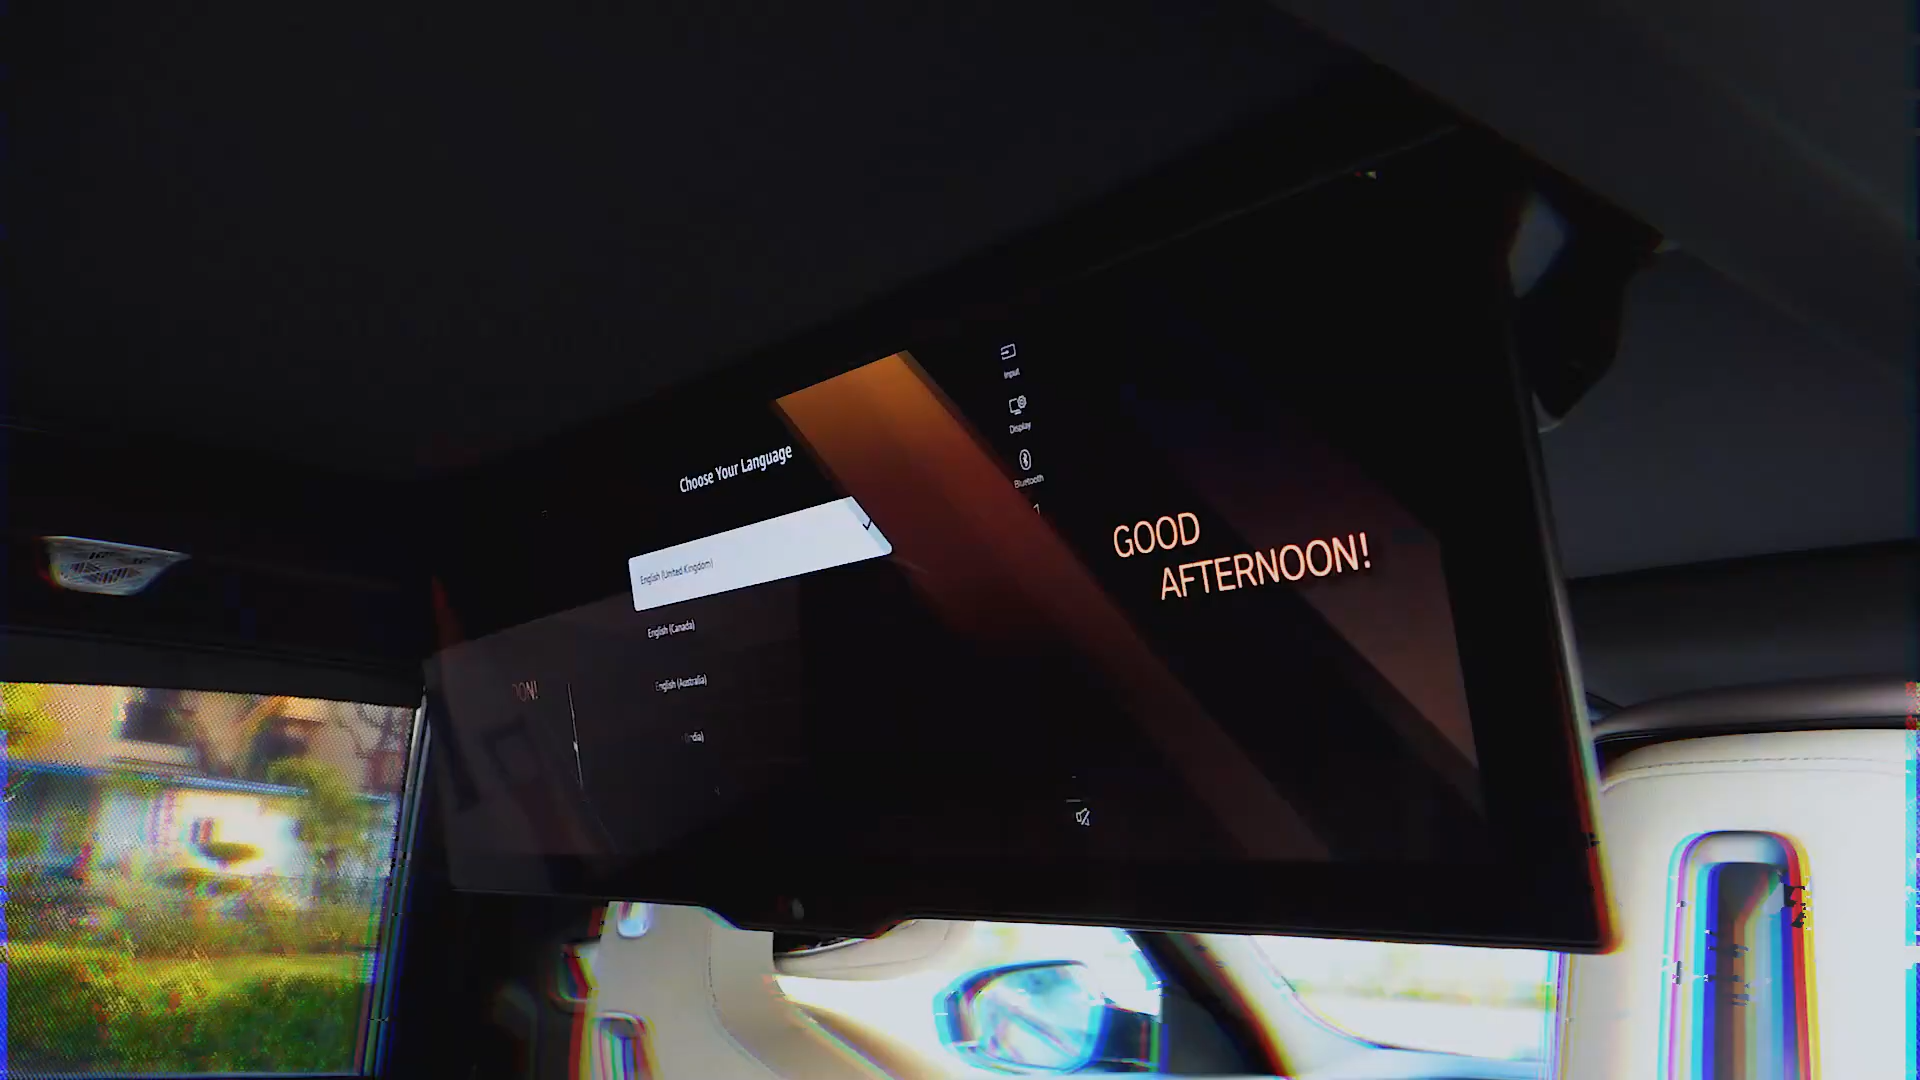 Choose Your Language
English (United Kingdom)
English (Canada)
English (Australia)
Input
Display
Bluetooth
GOOD
AFTERNOON!